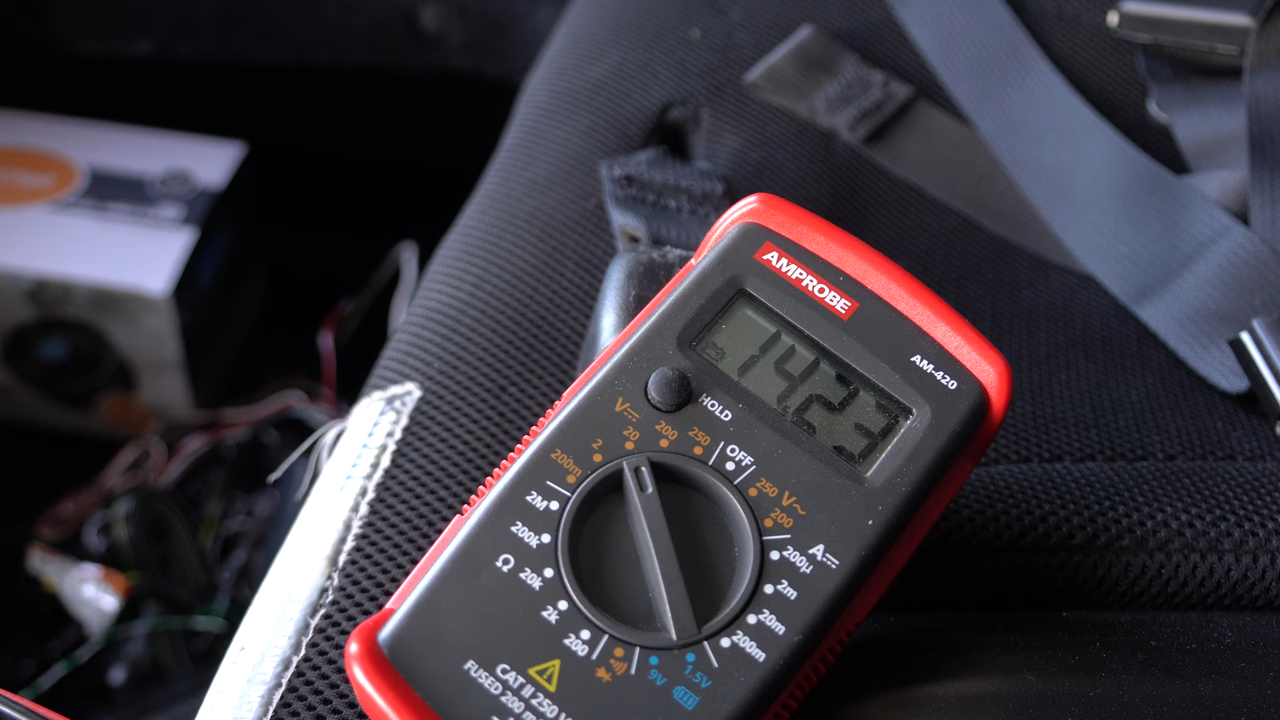 AMPROBE
AM-420
14.23
HOLD
V⎓
200m
2
20
200
250
OFF
250 V~
200
A⎓
200µ
2m
20m
200m
2M
200k
Ω 20k
2k
200
9V
1.5V
CAT II 250 V
FUSED 200 m